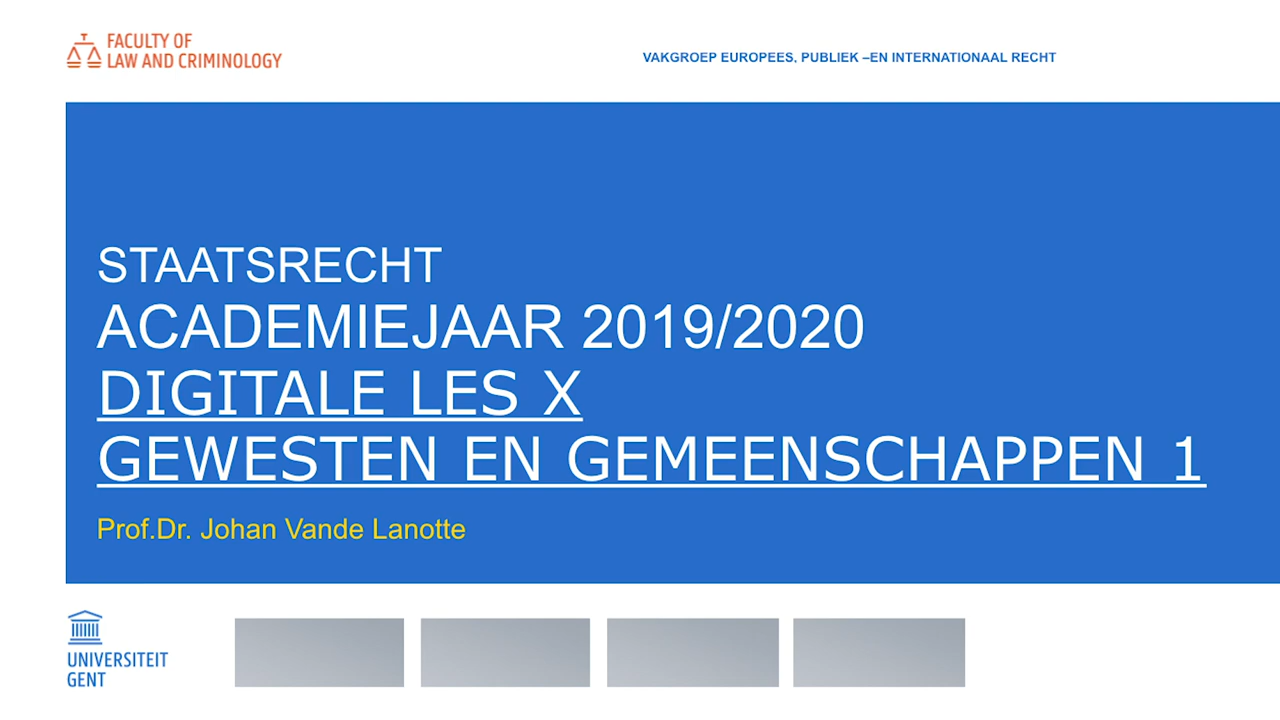 FACULTY OF
LAW AND CRIMINOLOGY
VAKGROEP EUROPEES, PUBLIEK –EN INTERNATIONAAL RECHT
STAATSRECHT
ACADEMIEJAAR 2019/2020
DIGITALE LES X
GEWESTEN EN GEMEENSCHAPPEN 1
Prof.Dr. Johan Vande Lanotte
UNIVERSITEIT
GENT